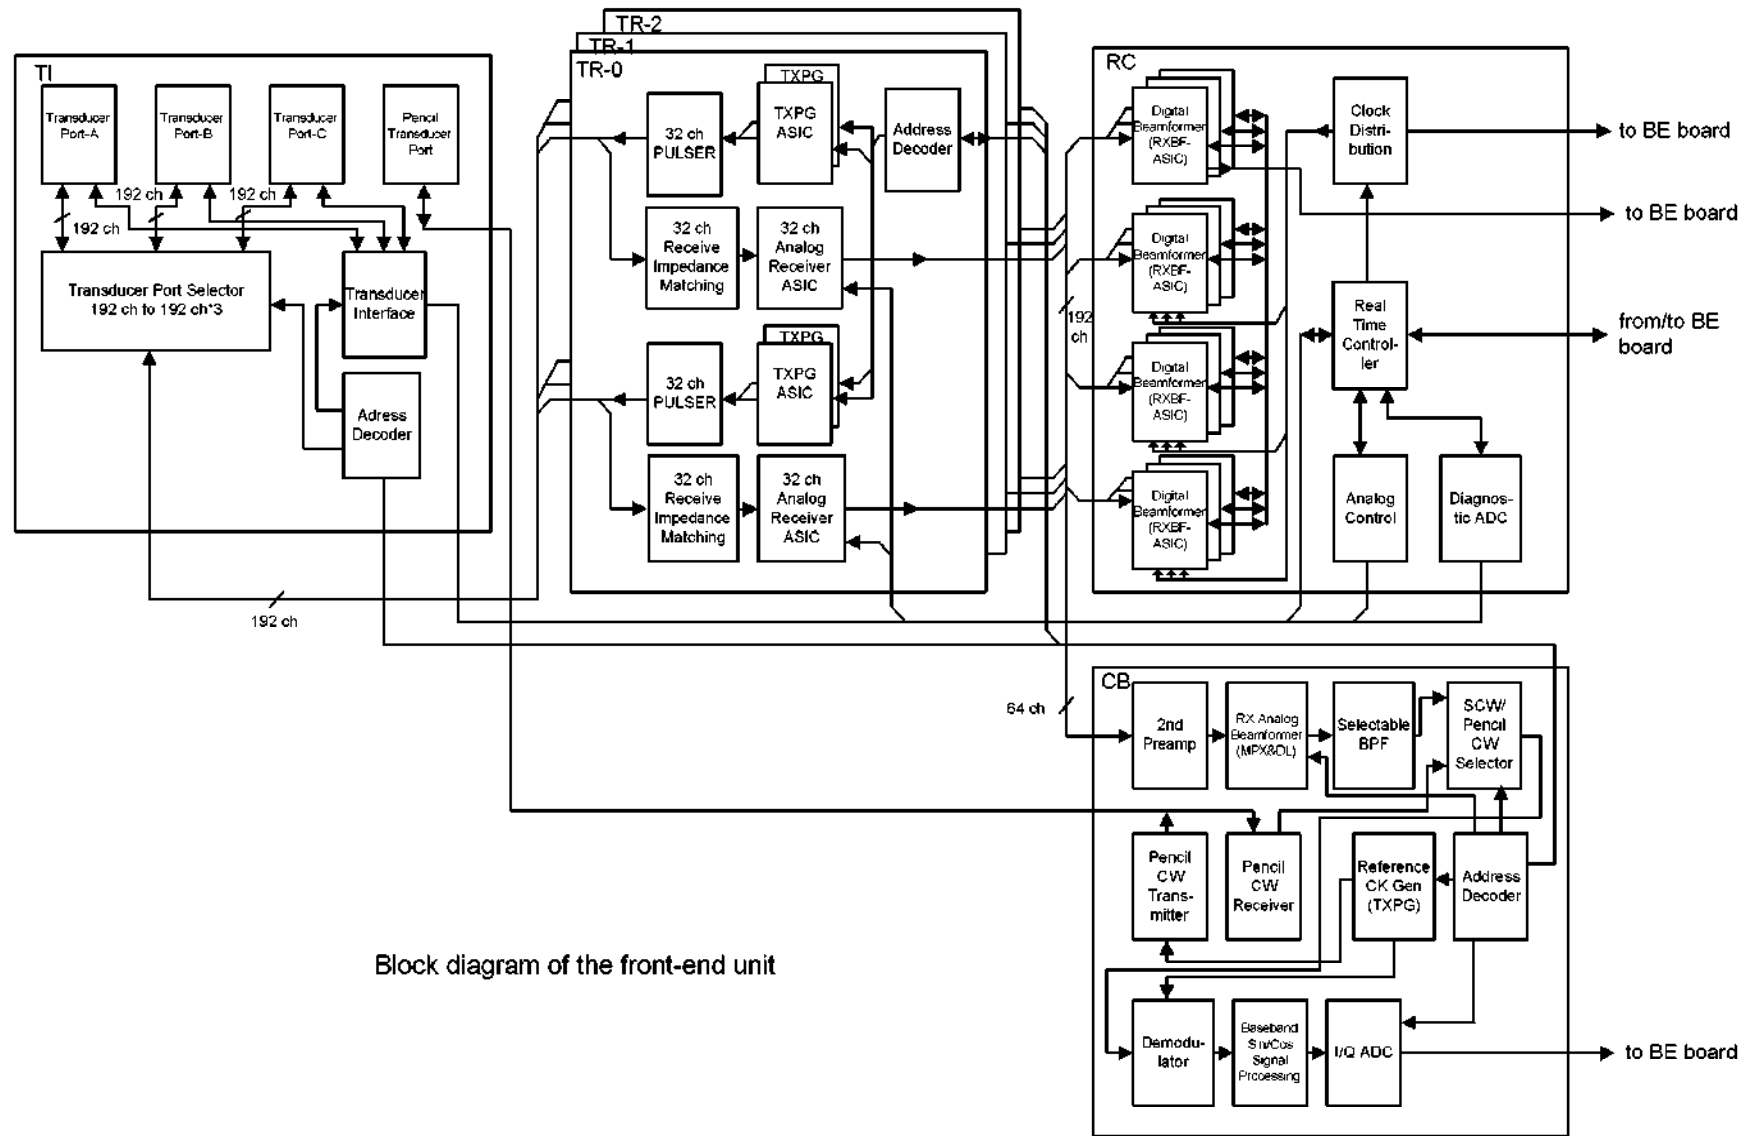 TR-2
TR-1
TR-0
TI
Transducer
Port-A
Transducer
Port-B
Transducer
Port-C
Pencil
Transducer
Port
192 ch
192 ch
192 ch
Transducer Port Selector
192 ch to 192 ch*3
Transducer
Interface
Adress
Decoder
192 ch
32 ch
PULSER
TXPG
TXPG
ASIC
Address
Decoder
32 ch
Receive
Impedance
Matching
32 ch
Analog
Receiver
ASIC
32 ch
PULSER
TXPG
TXPG
ASIC
32 ch
Receive
Impedance
Matching
32 ch
Analog
Receiver
ASIC
RC
Digital
Beamformer
(RXBF-
ASIC)
Digital
Beamformer
(RXBF-
ASIC)
192
ch
Digital
Beamformer
(RXBF-
ASIC)
Digital
Beamformer
(RXBF-
ASIC)
Clock
Distri-
bution
Real
Time
Control-
ler
Analog
Control
Diagnos-
tic ADC
to BE board
to BE board
from/to BE
board
CB
64 ch
2nd
Preamp
RX Analog
Beamformer
(MPX&DL)
Selectable
BPF
SCW/
Pencil
CW
Selector
Pencil
CW
Trans-
mitter
Pencil
CW
Receiver
Reference
CK Gen
(TXPG)
Address
Decoder
Demodu-
lator
Baseband
Sin/Cos
Signal
Processing
I/Q ADC
to BE board
Block diagram of the front-end unit